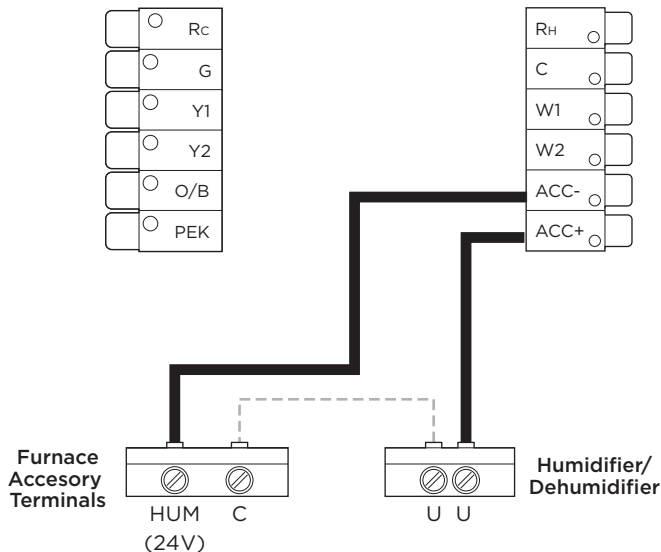 Rc
G
Y1
Y2
O/B
PEK
RH
C
W1
W2
ACC-
ACC+
Furnace
Accesory
Terminals
HUM
(24V)
C
U U
Humidifier/
Dehumidifier